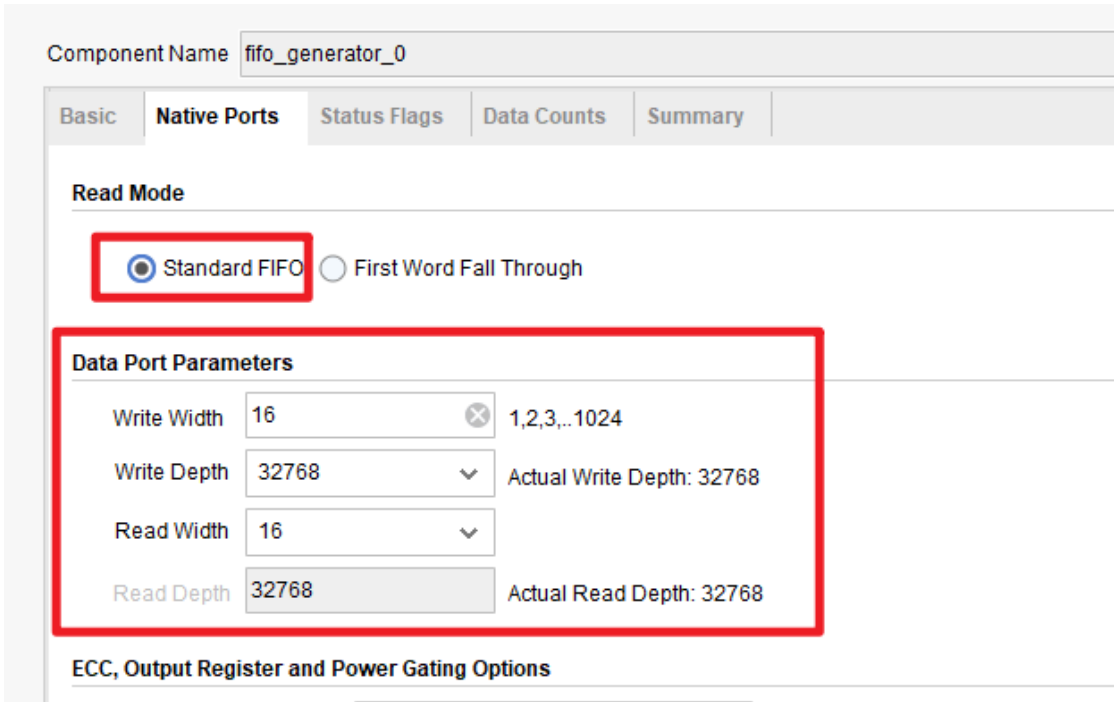 Component Name fifo_generator_0
Basic Native Ports Status Flags Data Counts Summary
Read Mode
Standard FIFO First Word Fall Through
Data Port Parameters
Write Width 16 1,2,3,..1024
Write Depth 32768 Actual Write Depth: 32768
Read Width 16
Read Depth 32768 Actual Read Depth: 32768
ECC, Output Register and Power Gating Options